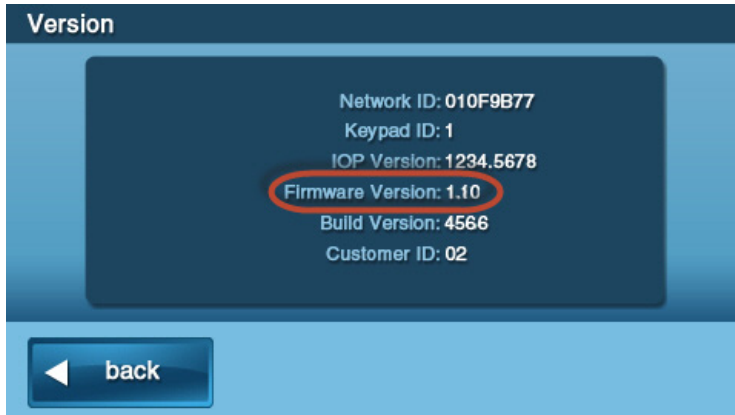 Version
Network ID: 010F9B77
Keypad ID: 1
IOP Version: 1234.5678
Firmware Version: 1.10
Build Version: 4566
Customer ID: 02
back